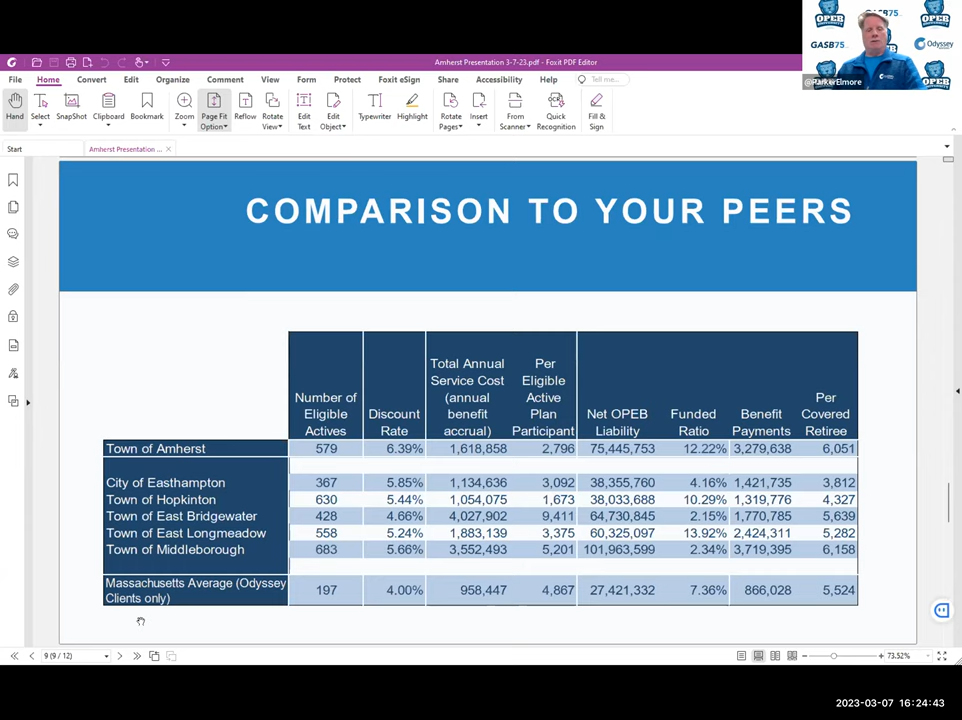 OPEB
OPEB
GASB75
Odyssey
@ParkerElmore
OPEB
Amherst Presentation 3-7-23.pdf - Foxit PDF Editor
File Home Convert Edit Organize Comment View Form Protect Foxit eSign Share Accessibility Help Tell me...
Hand Select SnapShot Clipboard Bookmark Zoom Page Fit Option Reflow Rotate View Edit Text Edit Object Typewriter Highlight Rotate Pages Insert From Scanner OCR Quick Recognition Fill & Sign
Start Amherst Presentation ...
COMPARISON TO YOUR PEERS
Number of Eligible Actives
Discount Rate
Total Annual Service Cost (annual benefit accrual)
Per Eligible Active Plan Participant
Net OPEB Liability
Funded Ratio
Benefit Payments
Per Covered Retiree
Town of Amherst 579 6.39% 1,618,858 2,796 75,445,753 12.22% 3,279,638 6,051
City of Easthampton 367 5.85% 1,134,636 3,092 38,355,760 4.16% 1,421,735 3,812
Town of Hopkinton 630 5.44% 1,054,075 1,673 38,033,688 10.29% 1,319,776 4,327
Town of East Bridgewater 428 4.66% 4,027,902 9,411 64,730,845 2.15% 1,770,785 5,639
Town of East Longmeadow 558 5.24% 1,883,139 3,375 60,325,097 13.92% 2,424,311 5,282
Town of Middleborough 683 5.66% 3,552,493 5,201 101,963,599 2.34% 3,719,395 6,158
Massachusetts Average (Odyssey Clients only) 197 4.00% 958,447 4,867 27,421,332 7.36% 866,028 5,524
9 (9 / 12) 73.52%
2023-03-07 16:24:43